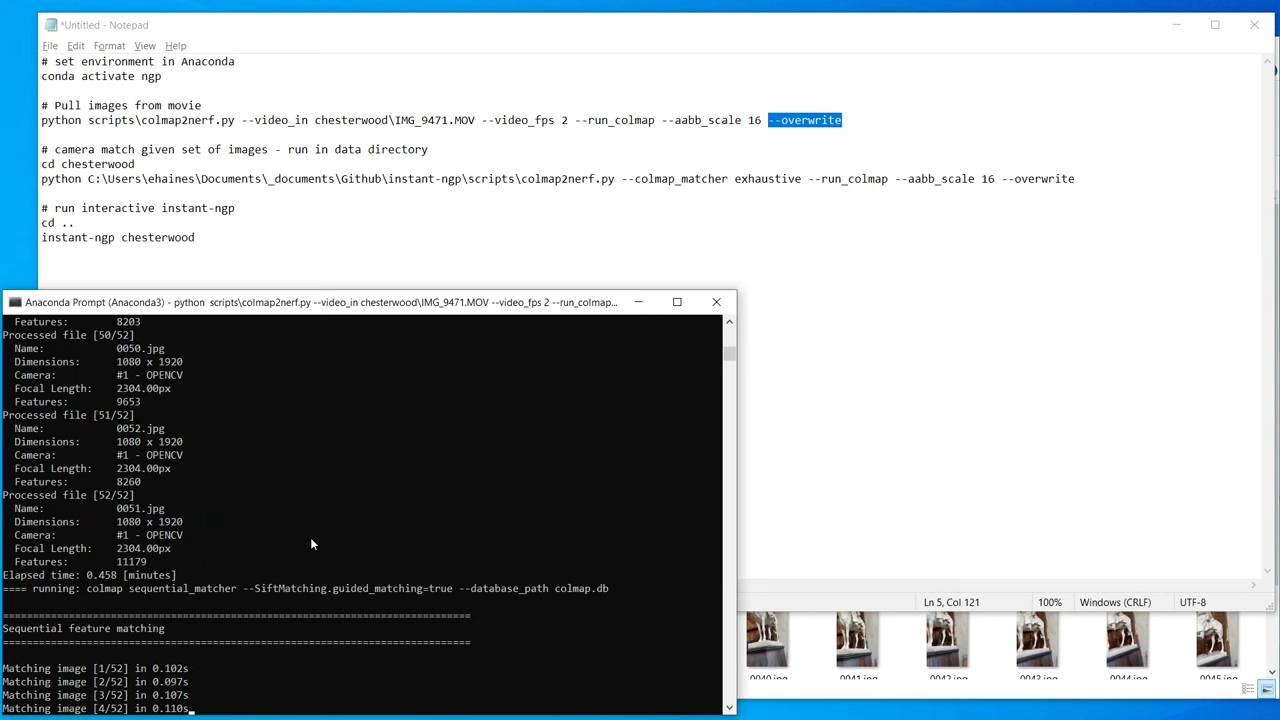 *Untitled - Notepad
File Edit Format View Help
# set environment in Anaconda
conda activate ngp
# Pull images from movie
python scripts\colmap2nerf.py --video_in chesterwood\IMG_9471.MOV --video_fps 2 --run_colmap --aabb_scale 16 --overwrite
# camera match given set of images - run in data directory
cd chesterwood
python C:\Users\ehaines\Documents\_documents\Github\instant-ngp\scripts\colmap2nerf.py --colmap_matcher exhaustive --run_colmap --aabb_scale 16 --overwrite
# run interactive instant-ngp
cd ..
instant-ngp chesterwood
Anaconda Prompt (Anaconda3) - python scripts\colmap2nerf.py --video_in chesterwood\IMG_9471.MOV --video_fps 2 --run_colmap...
Features: 8203
Processed file [50/52]
Name: 0050.jpg
Dimensions: 1080 x 1920
Camera: #1 - OPENCV
Focal Length: 2304.00px
Features: 9653
Processed file [51/52]
Name: 0052.jpg
Dimensions: 1080 x 1920
Camera: #1 - OPENCV
Focal Length: 2304.00px
Features: 8260
Processed file [52/52]
Name: 0051.jpg
Dimensions: 1080 x 1920
Camera: #1 - OPENCV
Focal Length: 2304.00px
Features: 11179
Elapsed time: 0.458 [minutes]
==== running: colmap sequential_matcher --SiftMatching.guided_matching=true --database_path colmap.db
==============================================================================
Sequential feature matching
==============================================================================
Matching image [1/52] in 0.102s
Matching image [2/52] in 0.097s
Matching image [3/52] in 0.107s
Matching image [4/52] in 0.110s
Ln 5, Col 121 100% Windows (CRLF) UTF-8
0040.jpg 0041.jpg 0042.jpg 0043.jpg 0044.jpg 0045.jpg